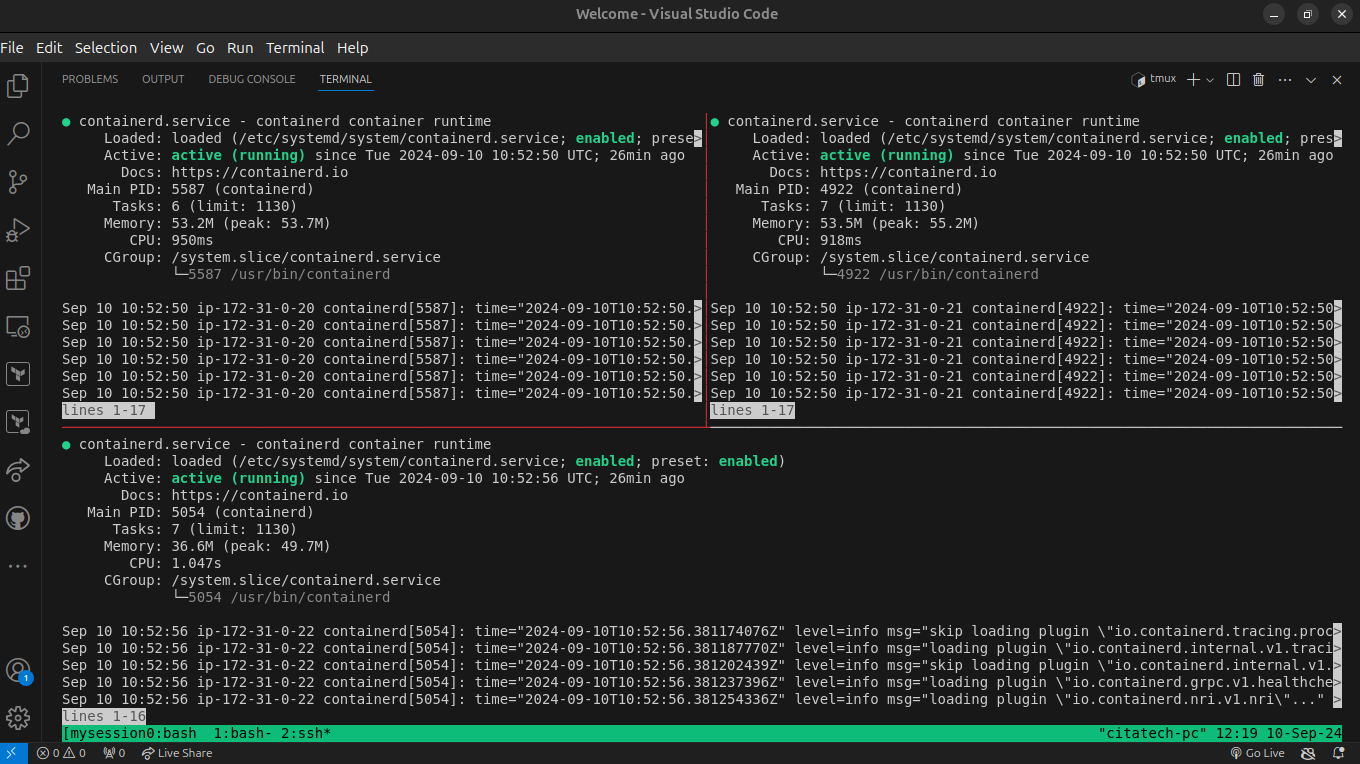 Welcome - Visual Studio Code
File Edit Selection View Go Run Terminal Help
PROBLEMS OUTPUT DEBUG CONSOLE TERMINAL
tmux
● containerd.service - containerd container runtime
Loaded: loaded (/etc/systemd/system/containerd.service; enabled; prese>
Active: active (running) since Tue 2024-09-10 10:52:50 UTC; 26min ago
Docs: https://containerd.io
Main PID: 5587 (containerd)
Tasks: 6 (limit: 1130)
Memory: 53.2M (peak: 53.7M)
CPU: 950ms
CGroup: /system.slice/containerd.service
└─5587 /usr/bin/containerd
Sep 10 10:52:50 ip-172-31-0-20 containerd[5587]: time="2024-09-10T10:52:50.>
Sep 10 10:52:50 ip-172-31-0-20 containerd[5587]: time="2024-09-10T10:52:50.>
Sep 10 10:52:50 ip-172-31-0-20 containerd[5587]: time="2024-09-10T10:52:50.>
Sep 10 10:52:50 ip-172-31-0-20 containerd[5587]: time="2024-09-10T10:52:50.>
Sep 10 10:52:50 ip-172-31-0-20 containerd[5587]: time="2024-09-10T10:52:50.>
Sep 10 10:52:50 ip-172-31-0-20 containerd[5587]: time="2024-09-10T10:52:50.>
lines 1-17
● containerd.service - containerd container runtime
Loaded: loaded (/etc/systemd/system/containerd.service; enabled; pres>
Active: active (running) since Tue 2024-09-10 10:52:50 UTC; 26min ago
Docs: https://containerd.io
Main PID: 4922 (containerd)
Tasks: 7 (limit: 1130)
Memory: 53.5M (peak: 55.2M)
CPU: 918ms
CGroup: /system.slice/containerd.service
└─4922 /usr/bin/containerd
Sep 10 10:52:50 ip-172-31-0-21 containerd[4922]: time="2024-09-10T10:52:50>
Sep 10 10:52:50 ip-172-31-0-21 containerd[4922]: time="2024-09-10T10:52:50>
Sep 10 10:52:50 ip-172-31-0-21 containerd[4922]: time="2024-09-10T10:52:50>
Sep 10 10:52:50 ip-172-31-0-21 containerd[4922]: time="2024-09-10T10:52:50>
Sep 10 10:52:50 ip-172-31-0-21 containerd[4922]: time="2024-09-10T10:52:50>
Sep 10 10:52:50 ip-172-31-0-21 containerd[4922]: time="2024-09-10T10:52:50>
lines 1-17
● containerd.service - containerd container runtime
Loaded: loaded (/etc/systemd/system/containerd.service; enabled; preset: enabled)
Active: active (running) since Tue 2024-09-10 10:52:56 UTC; 26min ago
Docs: https://containerd.io
Main PID: 5054 (containerd)
Tasks: 7 (limit: 1130)
Memory: 36.6M (peak: 49.7M)
CPU: 1.047s
CGroup: /system.slice/containerd.service
└─5054 /usr/bin/containerd
Sep 10 10:52:56 ip-172-31-0-22 containerd[5054]: time="2024-09-10T10:52:56.381174076Z" level=info msg="skip loading plugin \"io.containerd.tracing.proc>
Sep 10 10:52:56 ip-172-31-0-22 containerd[5054]: time="2024-09-10T10:52:56.381187770Z" level=info msg="loading plugin \"io.containerd.internal.v1.traci>
Sep 10 10:52:56 ip-172-31-0-22 containerd[5054]: time="2024-09-10T10:52:56.381202439Z" level=info msg="skip loading plugin \"io.containerd.internal.v1.>
Sep 10 10:52:56 ip-172-31-0-22 containerd[5054]: time="2024-09-10T10:52:56.381237396Z" level=info msg="loading plugin \"io.containerd.grpc.v1.healthche>
Sep 10 10:52:56 ip-172-31-0-22 containerd[5054]: time="2024-09-10T10:52:56.381254336Z" level=info msg="loading plugin \"io.containerd.nri.v1.nri\"..." >
lines 1-16
1
[mysession0:bash  1:bash- 2:ssh* "citatech-pc" 12:19 10-Sep-24
0 0 0 Live Share Go Live